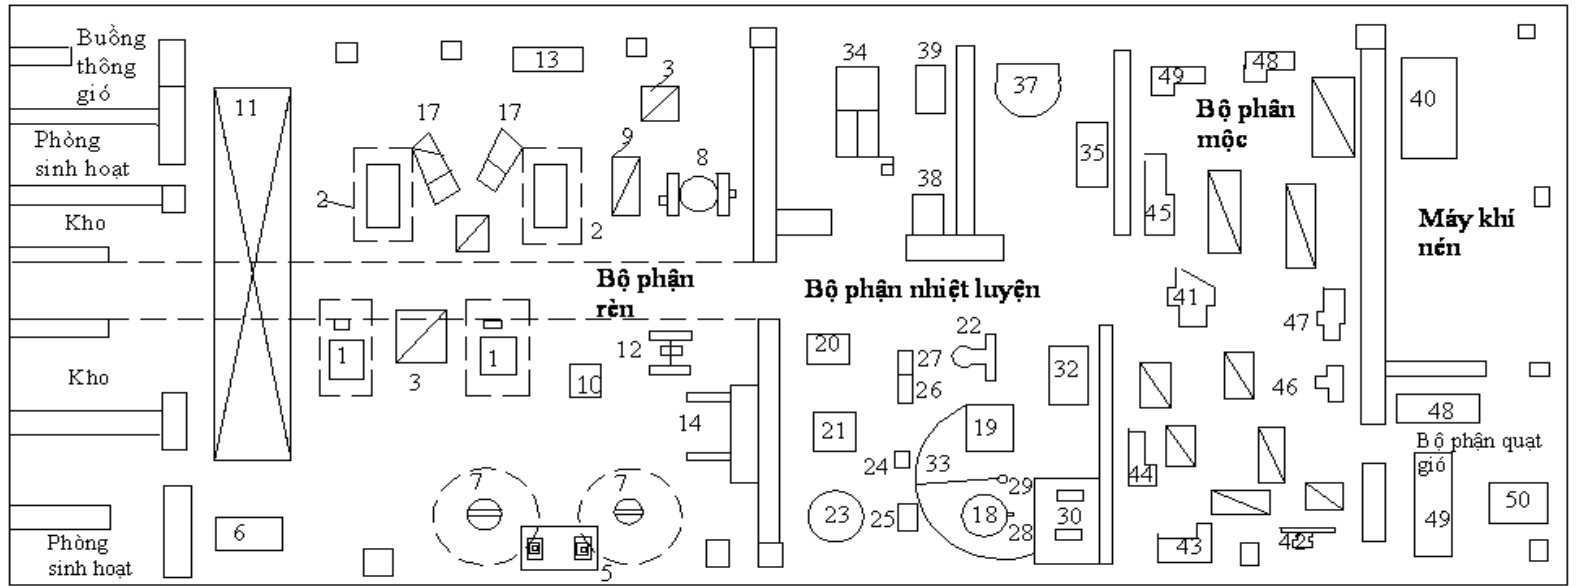 Buồng
thông
gió
Phòng
sinh hoạt
Kho
Kho
Phòng
sinh hoạt
11
6
13
3
17
17
9
8
2
2
Bộ phận
rèn
1
3
1
12
10
14
7
7
5
34
39
37
35
38
Bộ phận nhiệt luyện
20
27
26
22
32
21
24
19
33
23
25
18
29
28
30
49
48
Bộ phân
mộc
45
41
47
46
44
43
42
40
Máy khí
nén
48
Bộ phận quạt
gió
49
50